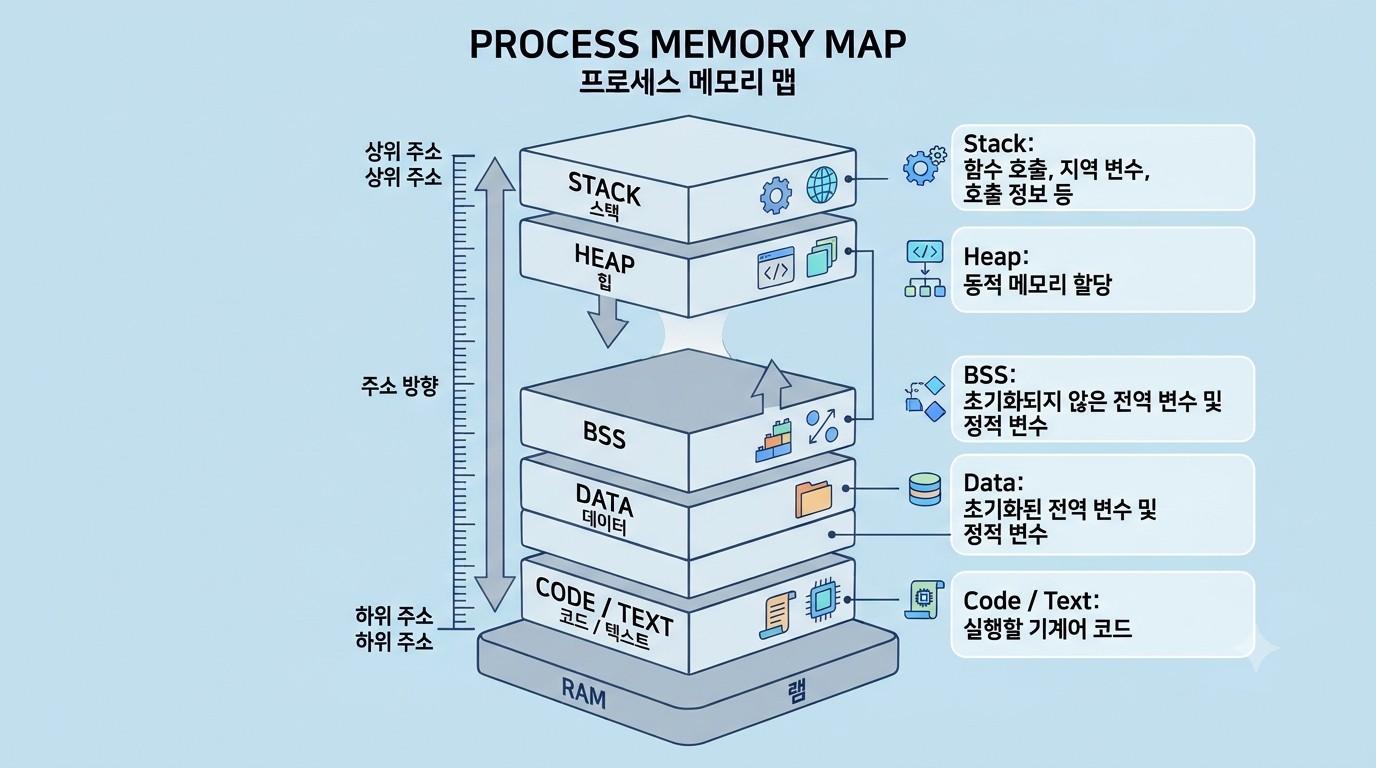 PROCESS MEMORY MAP
프로세스 메모리 맵
상위 주소
상위 주소
주소 방향
하위 주소
하위 주소
STACK
스택
HEAP
힙
</>
BSS
DATA
데이터
CODE / TEXT
코드 / 텍스트
RAM
램
Stack:
함수 호출, 지역 변수,
호출 정보 등
</>
Heap:
동적 메모리 할당
BSS:
초기화되지 않은 전역 변수 및
정적 변수
Data:
초기화된 전역 변수 및
정적 변수
Code / Text:
실행할 기계어 코드